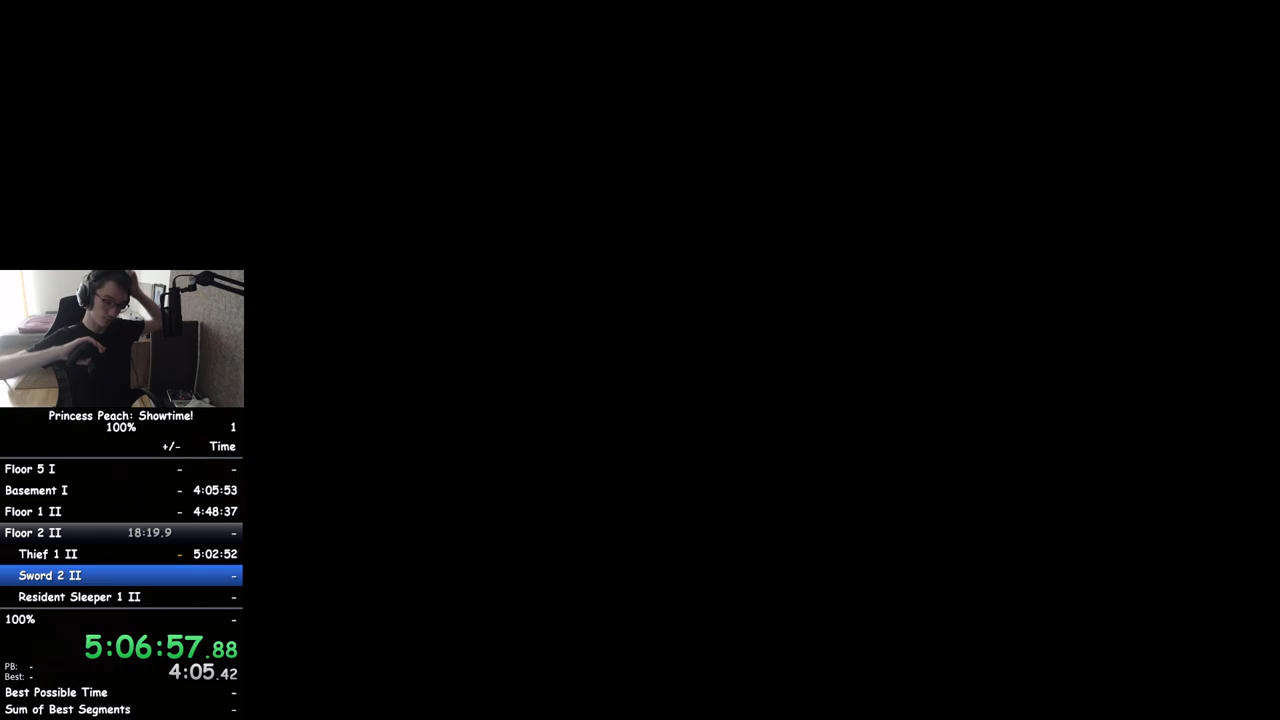 Princess Peach: Showtime!
100% 1
+/- Time
Floor 5 I - -
Basement I - 4:05:53
Floor 1 II - 4:48:37
Floor 2 II 18:19.9 -
Thief 1 II - 5:02:52
Sword 2 II -
Resident Sleeper 1 II -
100% -
5:06:57.88
PB: - 4:05.42
Best: -
Best Possible Time -
Sum of Best Segments -